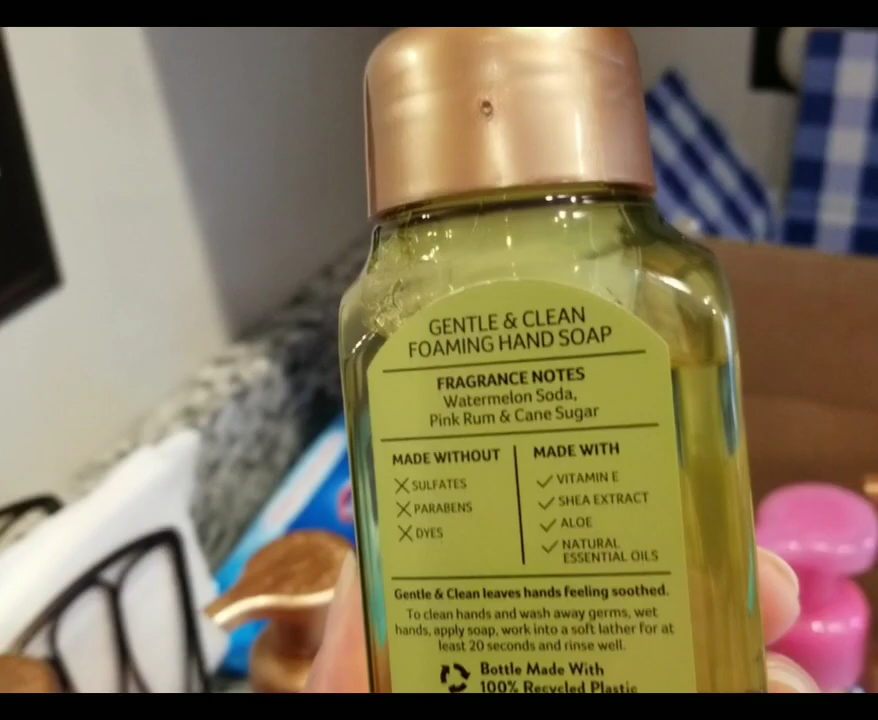 GENTLE & CLEAN
FOAMING HAND SOAP
FRAGRANCE NOTES
Watermelon Soda,
Pink Rum & Cane Sugar
MADE WITHOUT
SULFATES
PARABENS
DYES
MADE WITH
VITAMIN E
SHEA EXTRACT
ALOE
NATURAL
ESSENTIAL OILS
Gentle & Clean leaves hands feeling soothed.
To clean hands and wash away germs, wet
hands, apply soap, work into a soft lather for at
least 20 seconds and rinse well.
Bottle Made With
100% Recycled Plastic